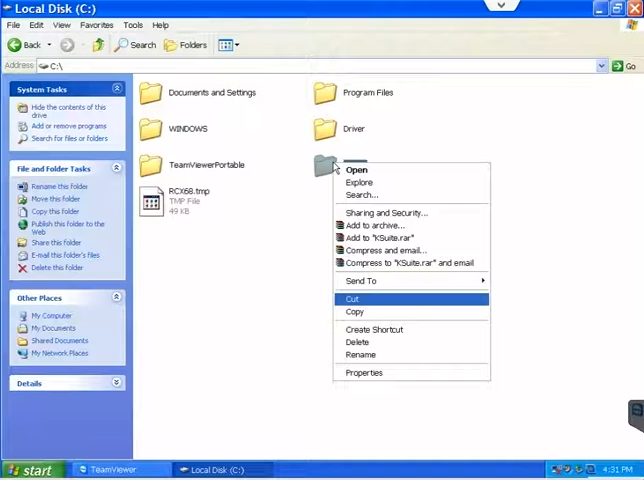 Local Disk (C:)
File Edit View Favorites Tools Help
Back Search Folders
Address C:\ Go
System Tasks
Hide the contents of this
drive
Add or remove programs
Search for files or folders
File and Folder Tasks
Rename this folder
Move this folder
Copy this folder
Publish this folder to the
Web
Share this folder
E-mail this folder's files
Delete this folder
Other Places
My Computer
My Documents
Shared Documents
My Network Places
Details
Documents and Settings
Program Files
WINDOWS
Driver
TeamViewerPortable
RCX68.tmp
TMP File
49 KB
Open
Explore
Search...
Sharing and Security...
Add to archive...
Add to "KSuite.rar"
Compress and email...
Compress to "KSuite.rar" and email
Send To
Cut
Copy
Create Shortcut
Delete
Rename
Properties
start
TeamViewer
Local Disk (C:)
4:31 PM